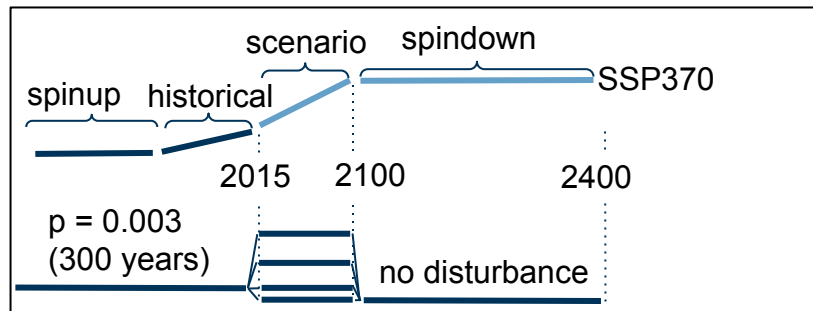 scenario
spindown
spinup
historical
SSP370
2015
2100
2400
p = 0.003
(300 years)
no disturbance